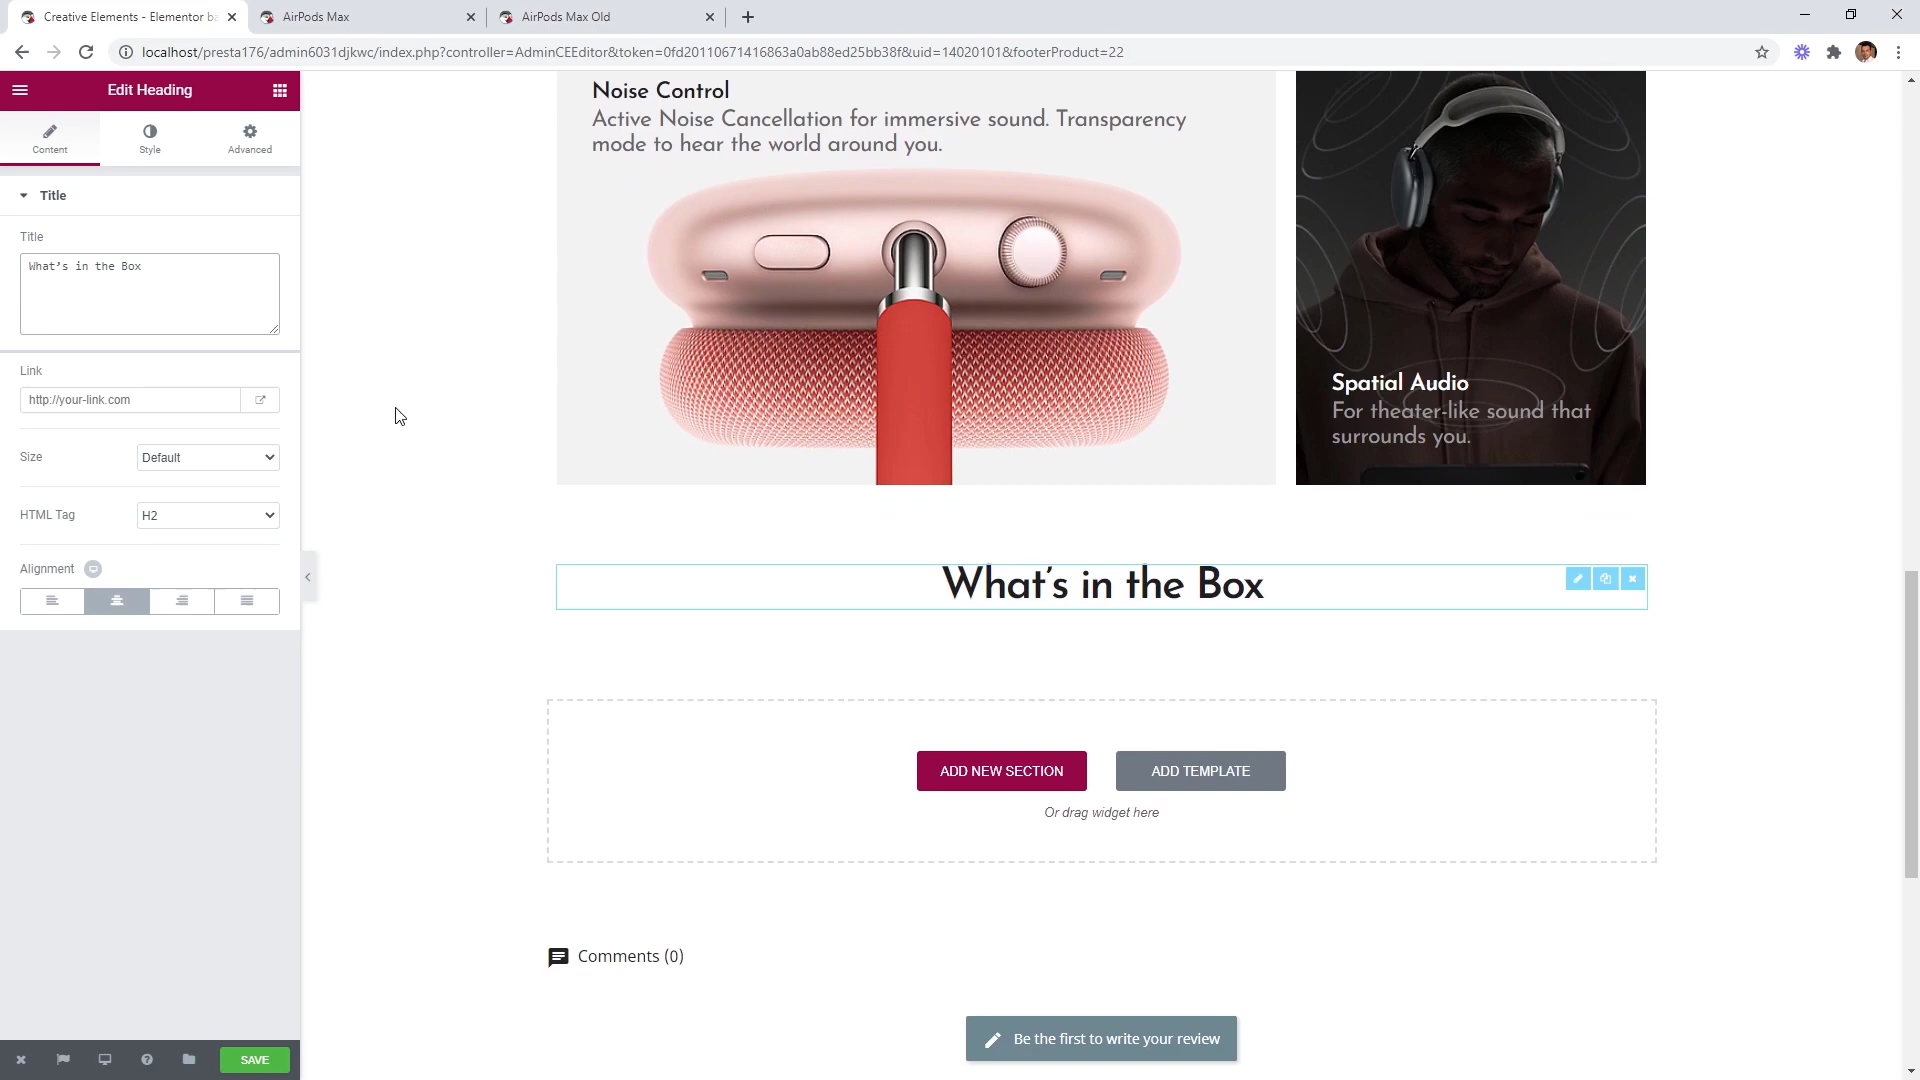 Creative Elements - Elementor ba
AirPods Max
AirPods Max Old
localhost/presta176/admin6031djkwc/index.php?controller=AdminCEEditor&token=0fd20110671416863a0ab88ed25bb38f&uid=14020101&footerProduct=22
Edit Heading
Content
Style
Advanced
Title
Title
What's in the Box
Link
http://your-link.com
Size
Default
HTML Tag
H2
Alignment
SAVE
Noise Control
Active Noise Cancellation for immersive sound. Transparency
mode to hear the world around you.
Spatial Audio
For theater-like sound that
surrounds you.
What's in the Box
ADD NEW SECTION
ADD TEMPLATE
Or drag widget here
Comments (0)
Be the first to write your review